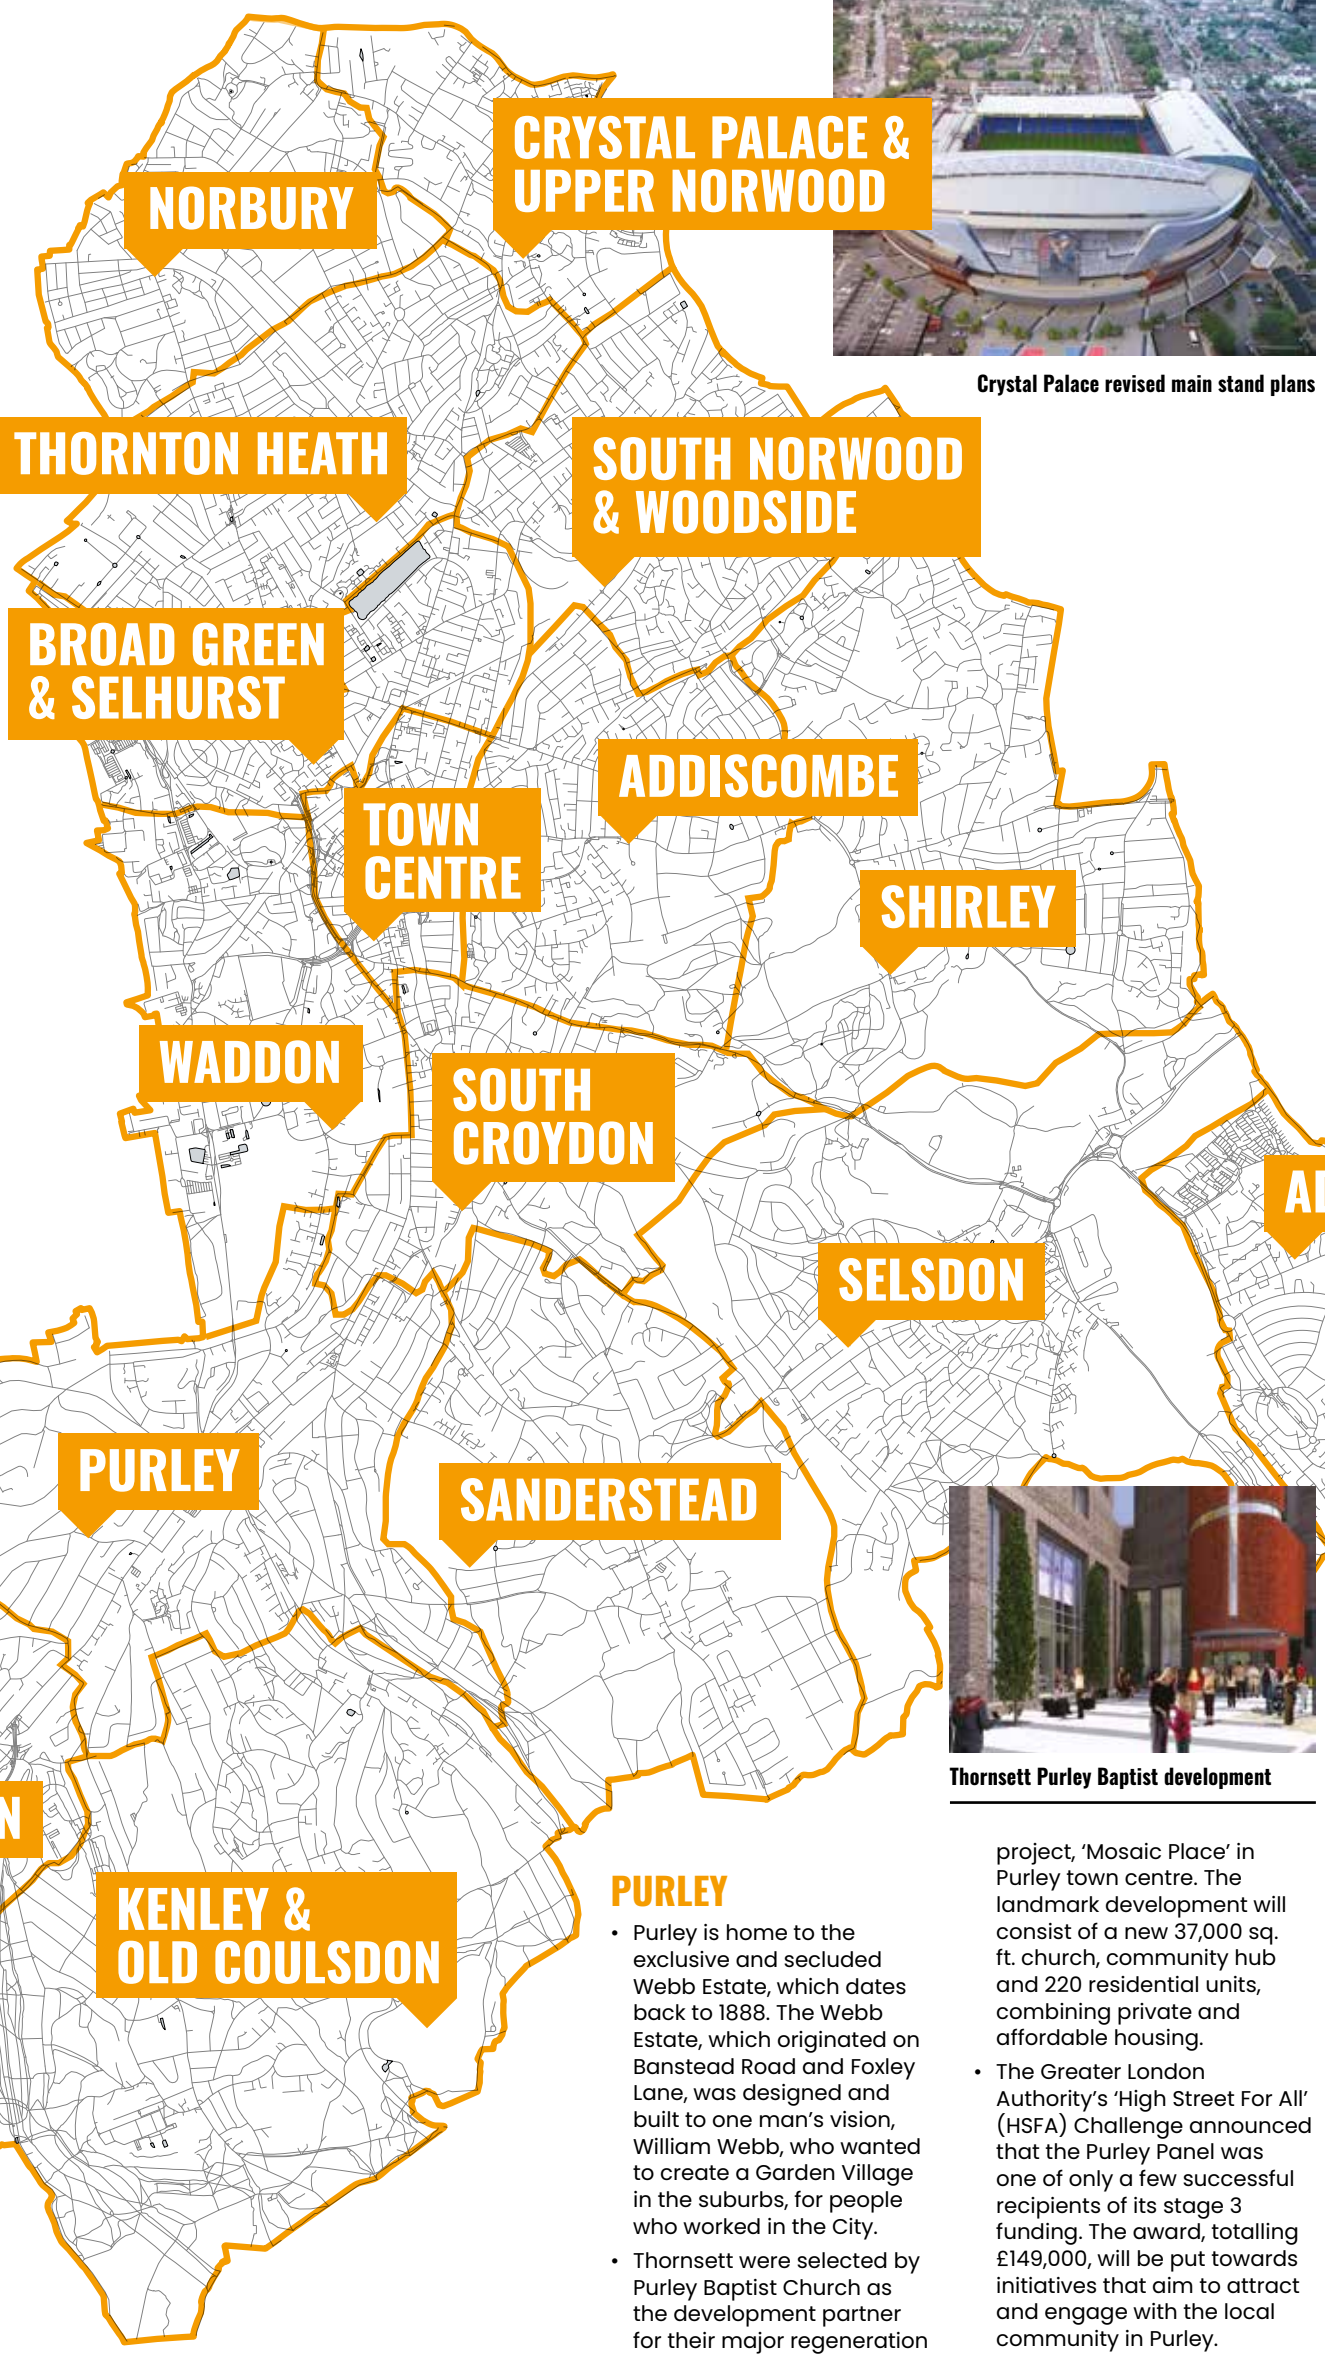 CRYSTAL PALACE &
UPPER NORWOOD
NORBURY
Crystal Palace revised main stand plans
THORNTON HEATH
SOUTH NORWOOD
& WOODSIDE
BROAD GREEN
& SELHURST
ADDISCOMBE
TOWN
CENTRE
SHIRLEY
WADDON
SOUTH
CROYDON
AD
SELSDON
PURLEY
SANDERSTEAD
Thornsett Purley Baptist development
N
KENLEY &
OLD COULSDON
PURLEY
• Purley is home to the
exclusive and secluded
Webb Estate, which dates
back to 1888. The Webb
Estate, which originated on
Banstead Road and Foxley
Lane, was designed and
built to one man’s vision,
William Webb, who wanted
to create a Garden Village
in the suburbs, for people
who worked in the City.
• Thornsett were selected by
Purley Baptist Church as
the development partner
for their major regeneration
project, ‘Mosaic Place’ in
Purley town centre. The
landmark development will
consist of a new 37,000 sq.
ft. church, community hub
and 220 residential units,
combining private and
affordable housing.
• The Greater London
Authority’s ‘High Street For All’
(HSFA) Challenge announced
that the Purley Panel was
one of only a few successful
recipients of its stage 3
funding. The award, totalling
£149,000, will be put towards
initiatives that aim to attract
and engage with the local
community in Purley.